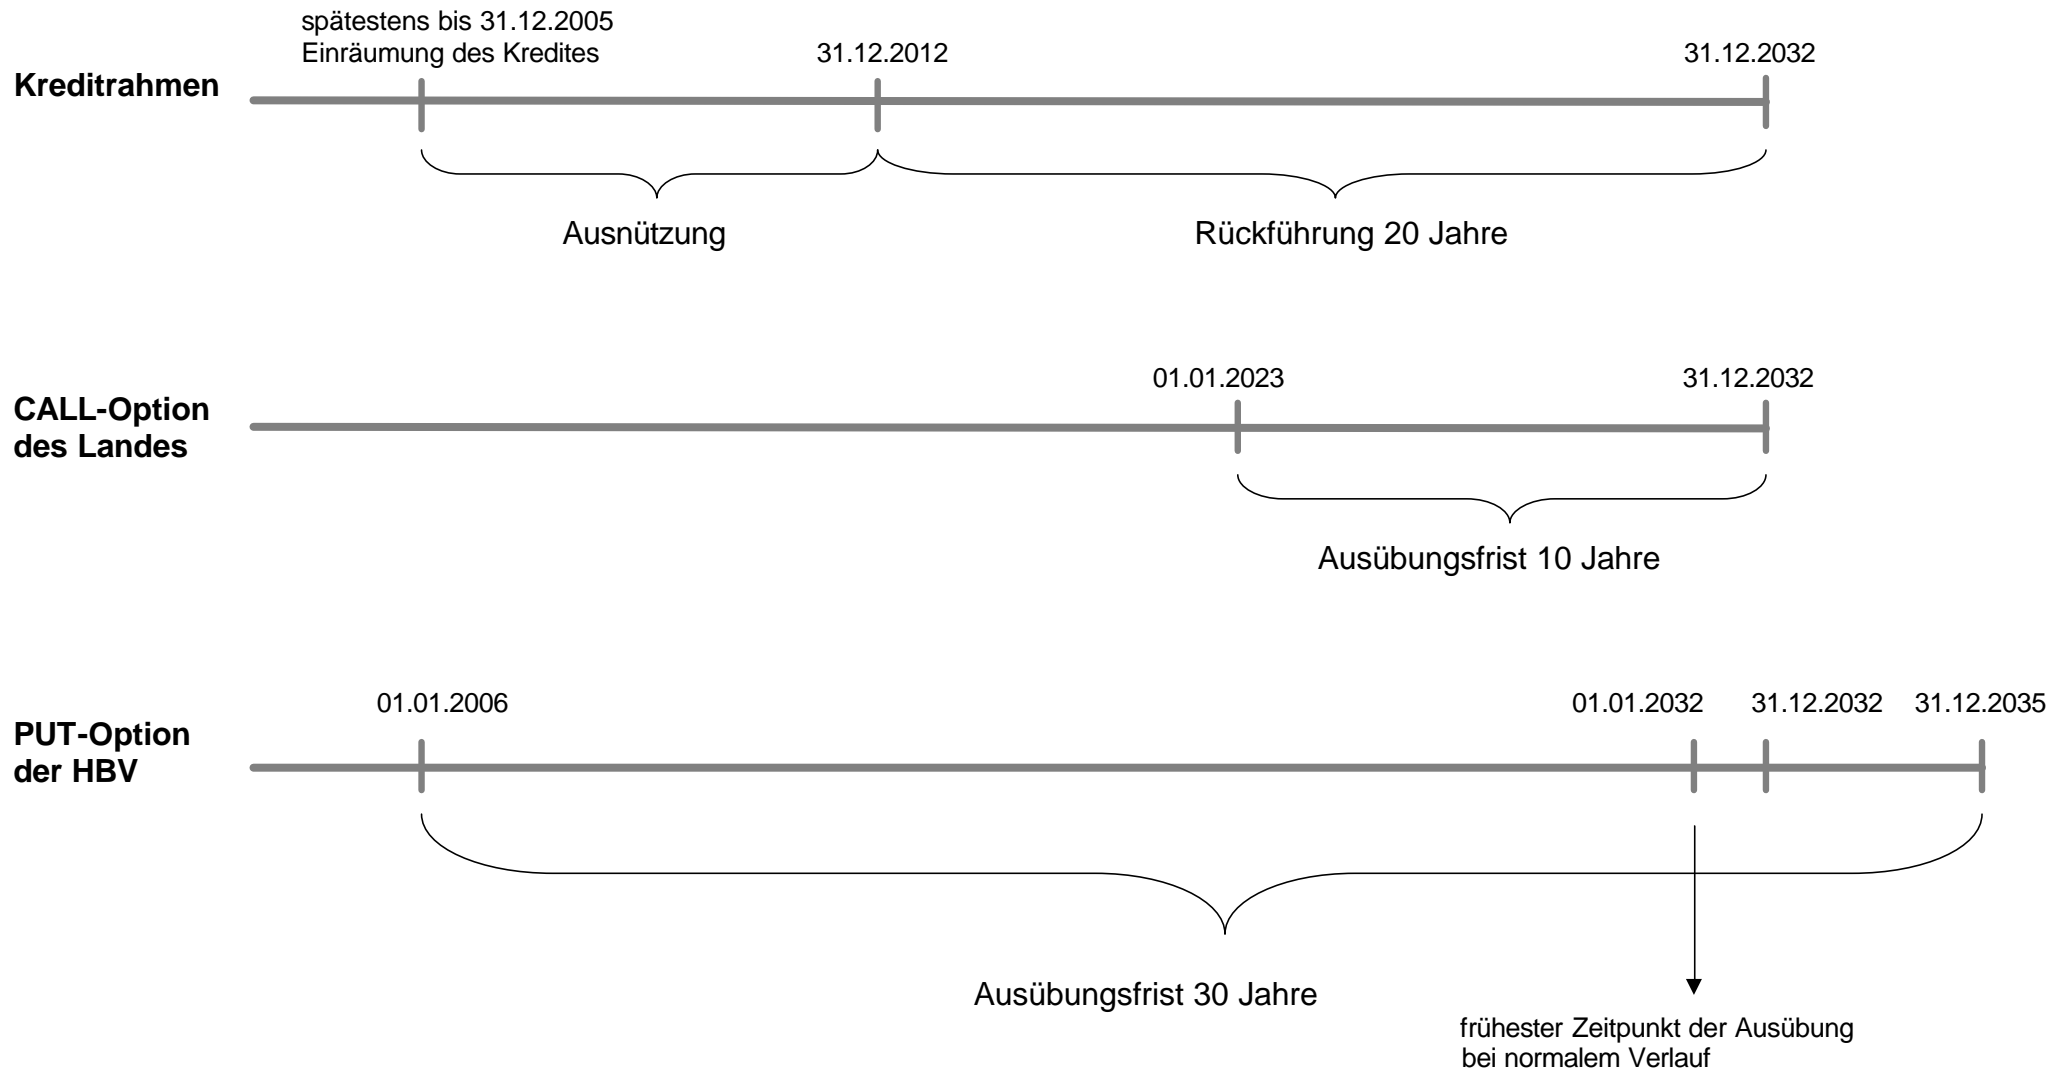 spätestens bis 31.12.2005
Einräumung des Kredites
31.12.2012
31.12.2032
Kreditrahmen
Ausnützung
Rückführung 20 Jahre
01.01.2023
31.12.2032
CALL-Option
des Landes
Ausübungsfrist 10 Jahre
01.01.2006
01.01.2032
31.12.2032
31.12.2035
PUT-Option
der HBV
Ausübungsfrist 30 Jahre
frühester Zeitpunkt der Ausübung
bei normalem Verlauf